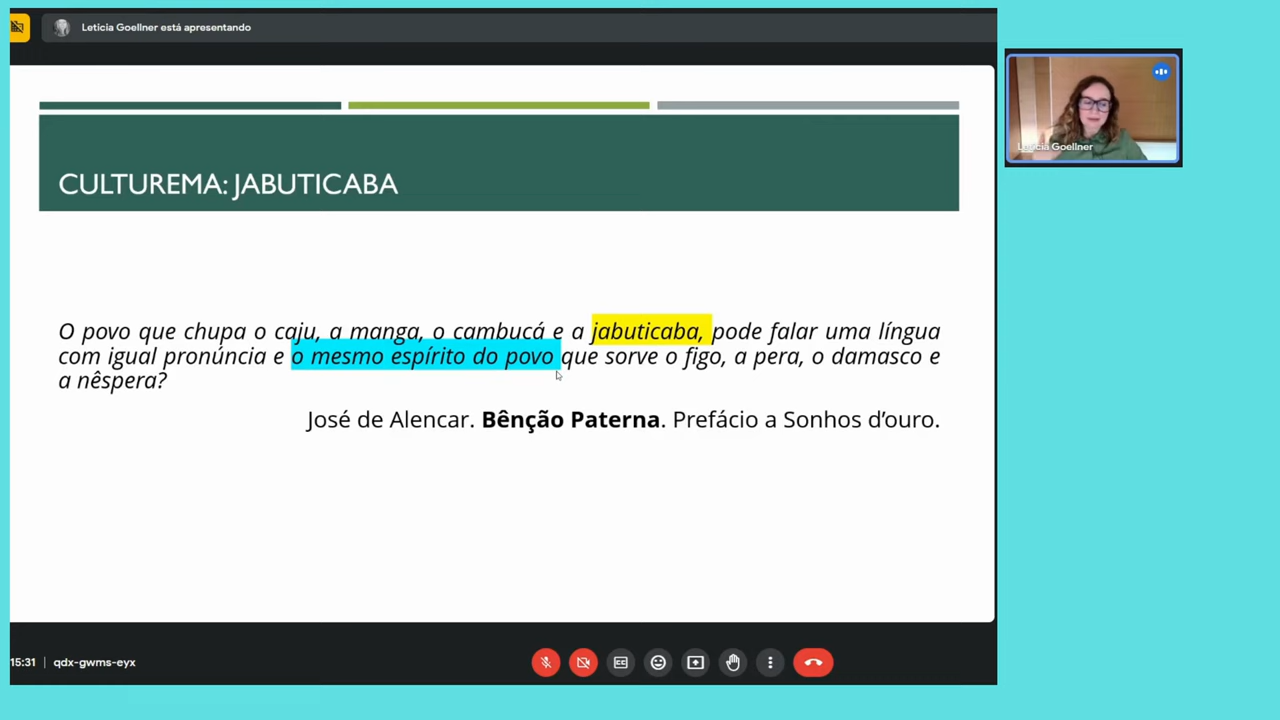 Leticia Goellner está apresentando
CULTUREMA: JABUTICABA
O povo que chupa o caju, a manga, o cambucá e a jabuticaba, pode falar uma língua
com igual pronúncia e o mesmo espírito do povo que sorve o figo, a pera, o damasco e
a nêspera?
José de Alencar. Bênção Paterna. Prefácio a Sonhos d’ouro.
Leticia Goellner
15:31 | qdx-gwms-eyx